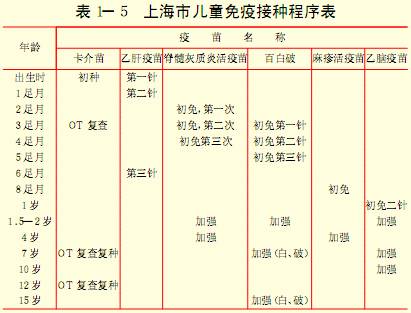 表 1—5 上海市儿童免疫接种程序表
年龄 疫苗名称
卡介苗 乙肝疫苗 脊髓灰质炎活疫苗 百白破 麻疹活疫苗 乙脑疫苗
出生时 初种 第一针
1足月 第二针
2足月 初免,第一次
3足月 OT 复查 初免,第二次 初免第一针
4足月 初免第三次 初免第二针
5足月 初免第三针
6足月 第三针
8足月 初免
1岁 初免二针
1.5—2岁 加强 加强 加强
4岁 加强 加强
7岁 OT 复查复种 加强(白、破) 加强
10岁 加强
12岁 OT 复查复种
15岁 加强(白、破)